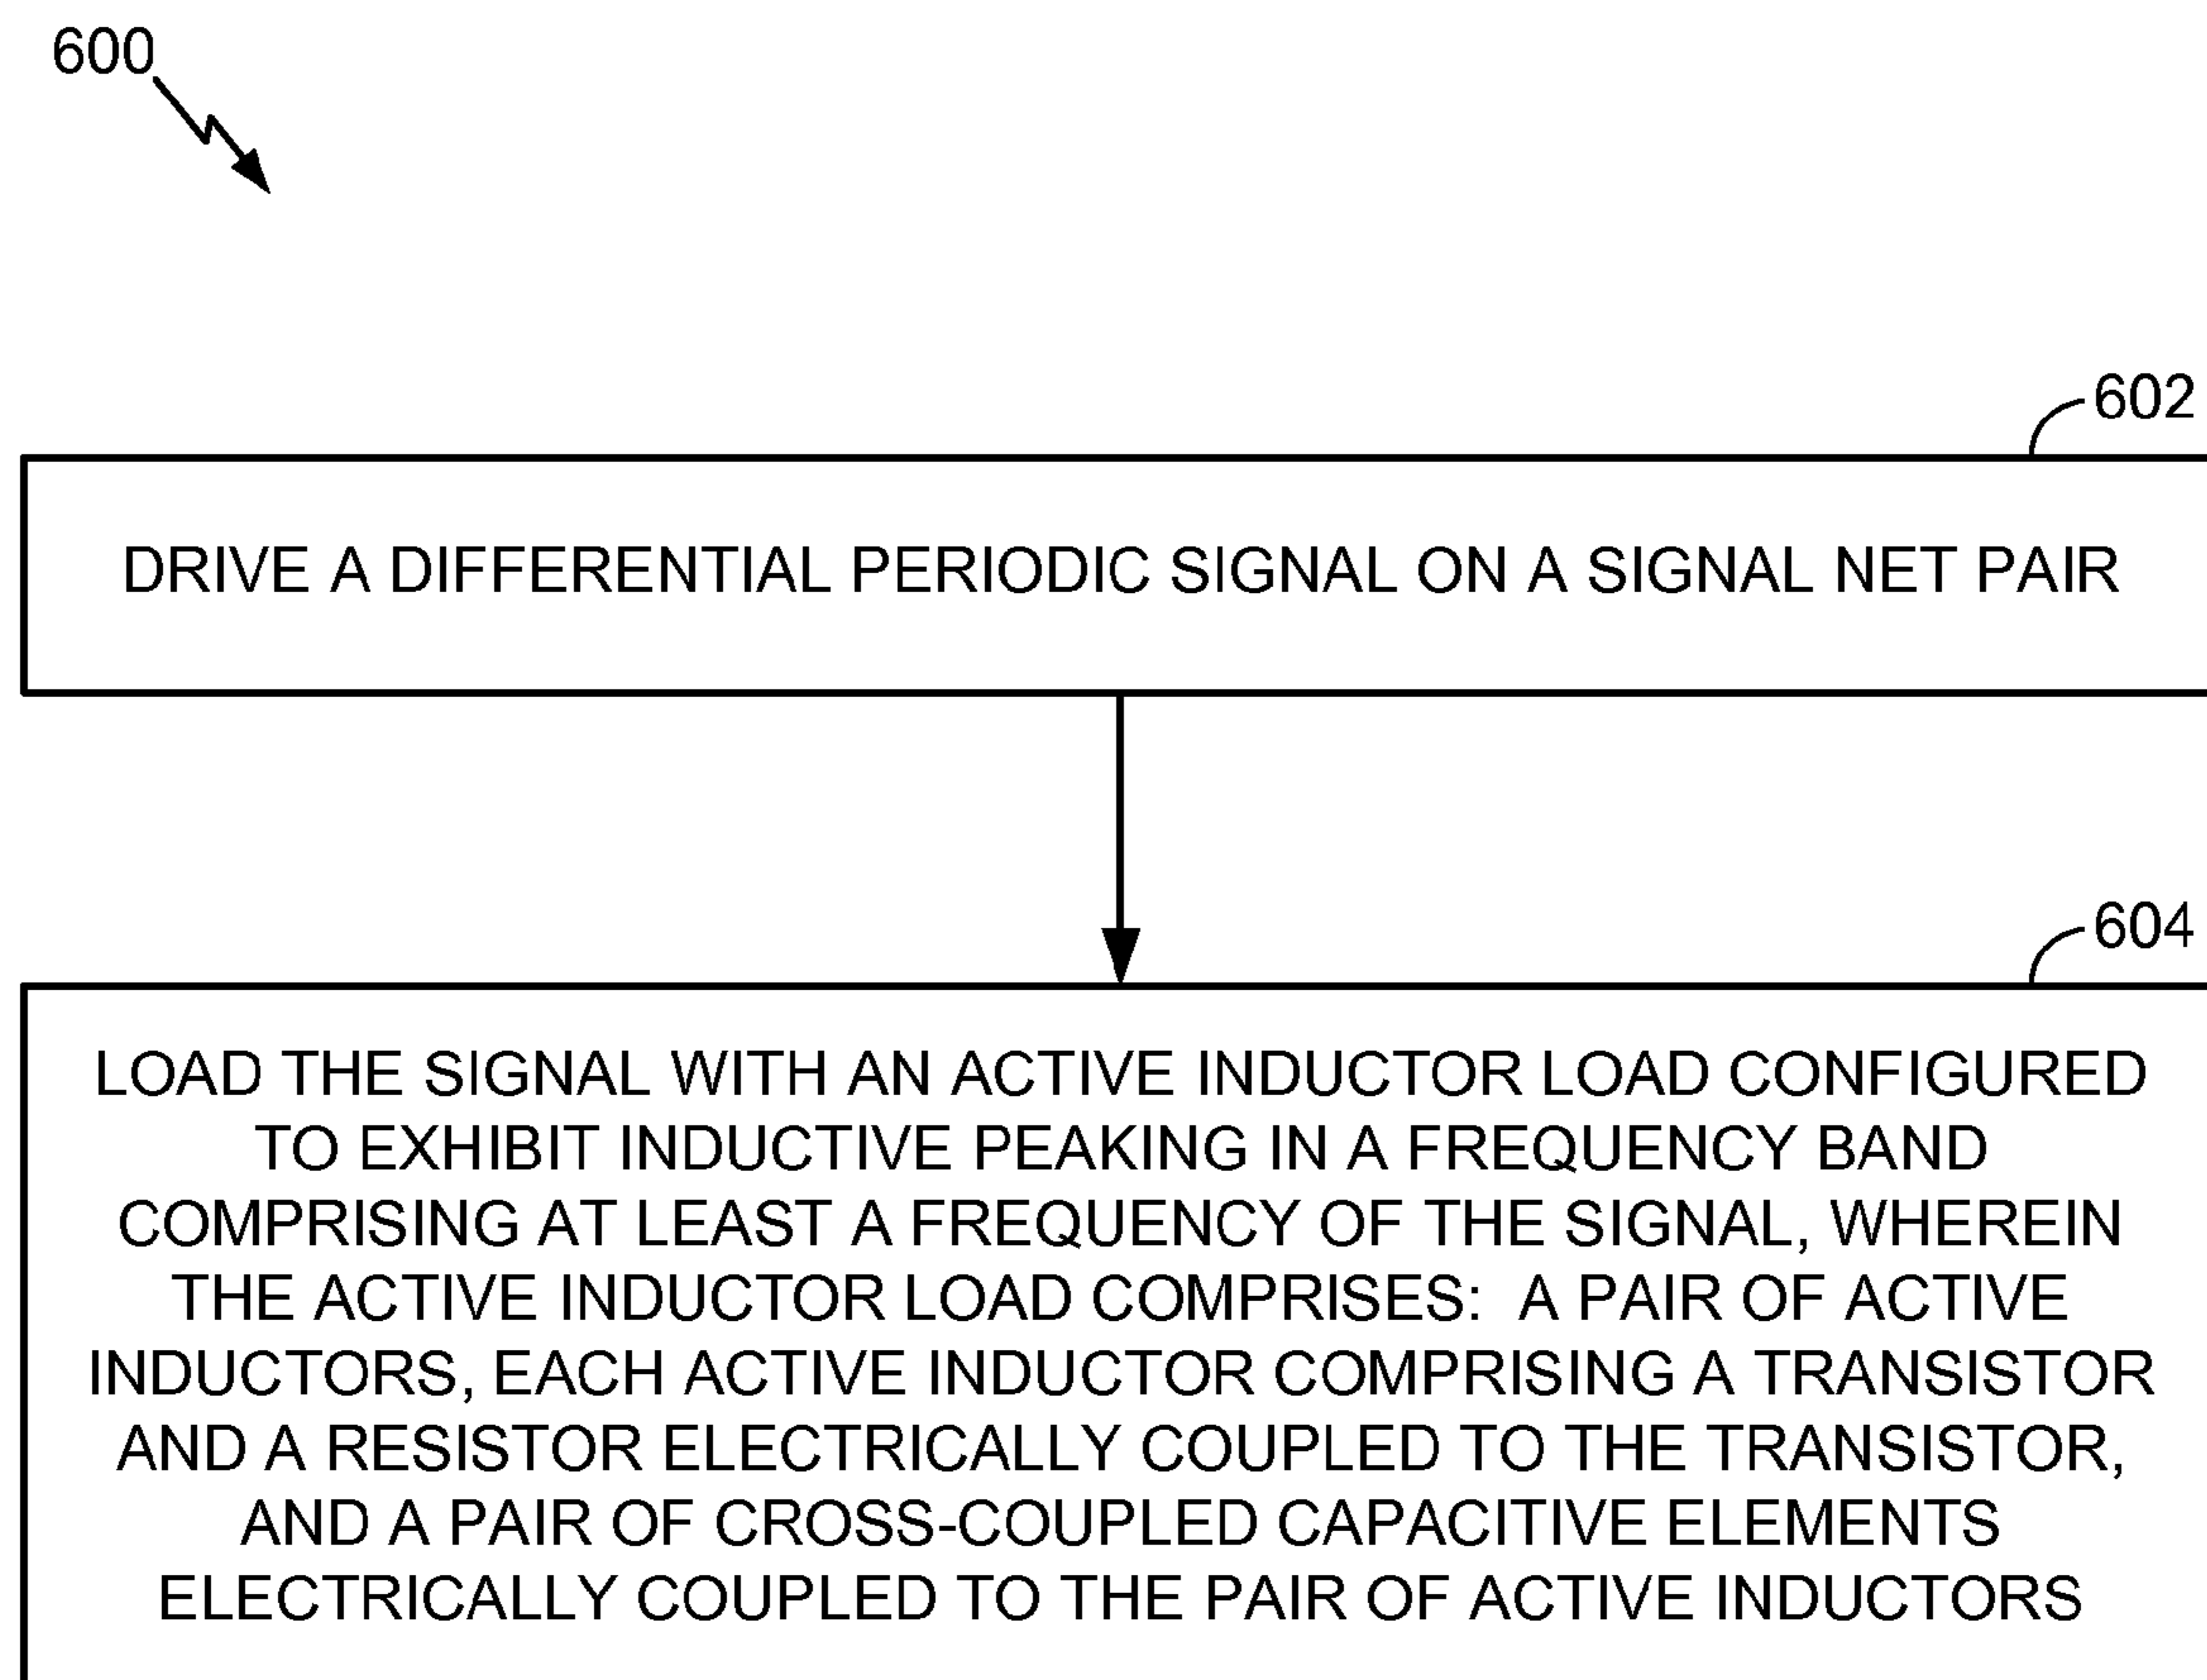 600
602
DRIVE A DIFFERENTIAL PERIODIC SIGNAL ON A SIGNAL NET PAIR
604
LOAD THE SIGNAL WITH AN ACTIVE INDUCTOR LOAD CONFIGURED
TO EXHIBIT INDUCTIVE PEAKING IN A FREQUENCY BAND
COMPRISING AT LEAST A FREQUENCY OF THE SIGNAL, WHEREIN
THE ACTIVE INDUCTOR LOAD COMPRISES: A PAIR OF ACTIVE
INDUCTORS, EACH ACTIVE INDUCTOR COMPRISING A TRANSISTOR
AND A RESISTOR ELECTRICALLY COUPLED TO THE TRANSISTOR,
AND A PAIR OF CROSS-COUPLED CAPACITIVE ELEMENTS
ELECTRICALLY COUPLED TO THE PAIR OF ACTIVE INDUCTORS